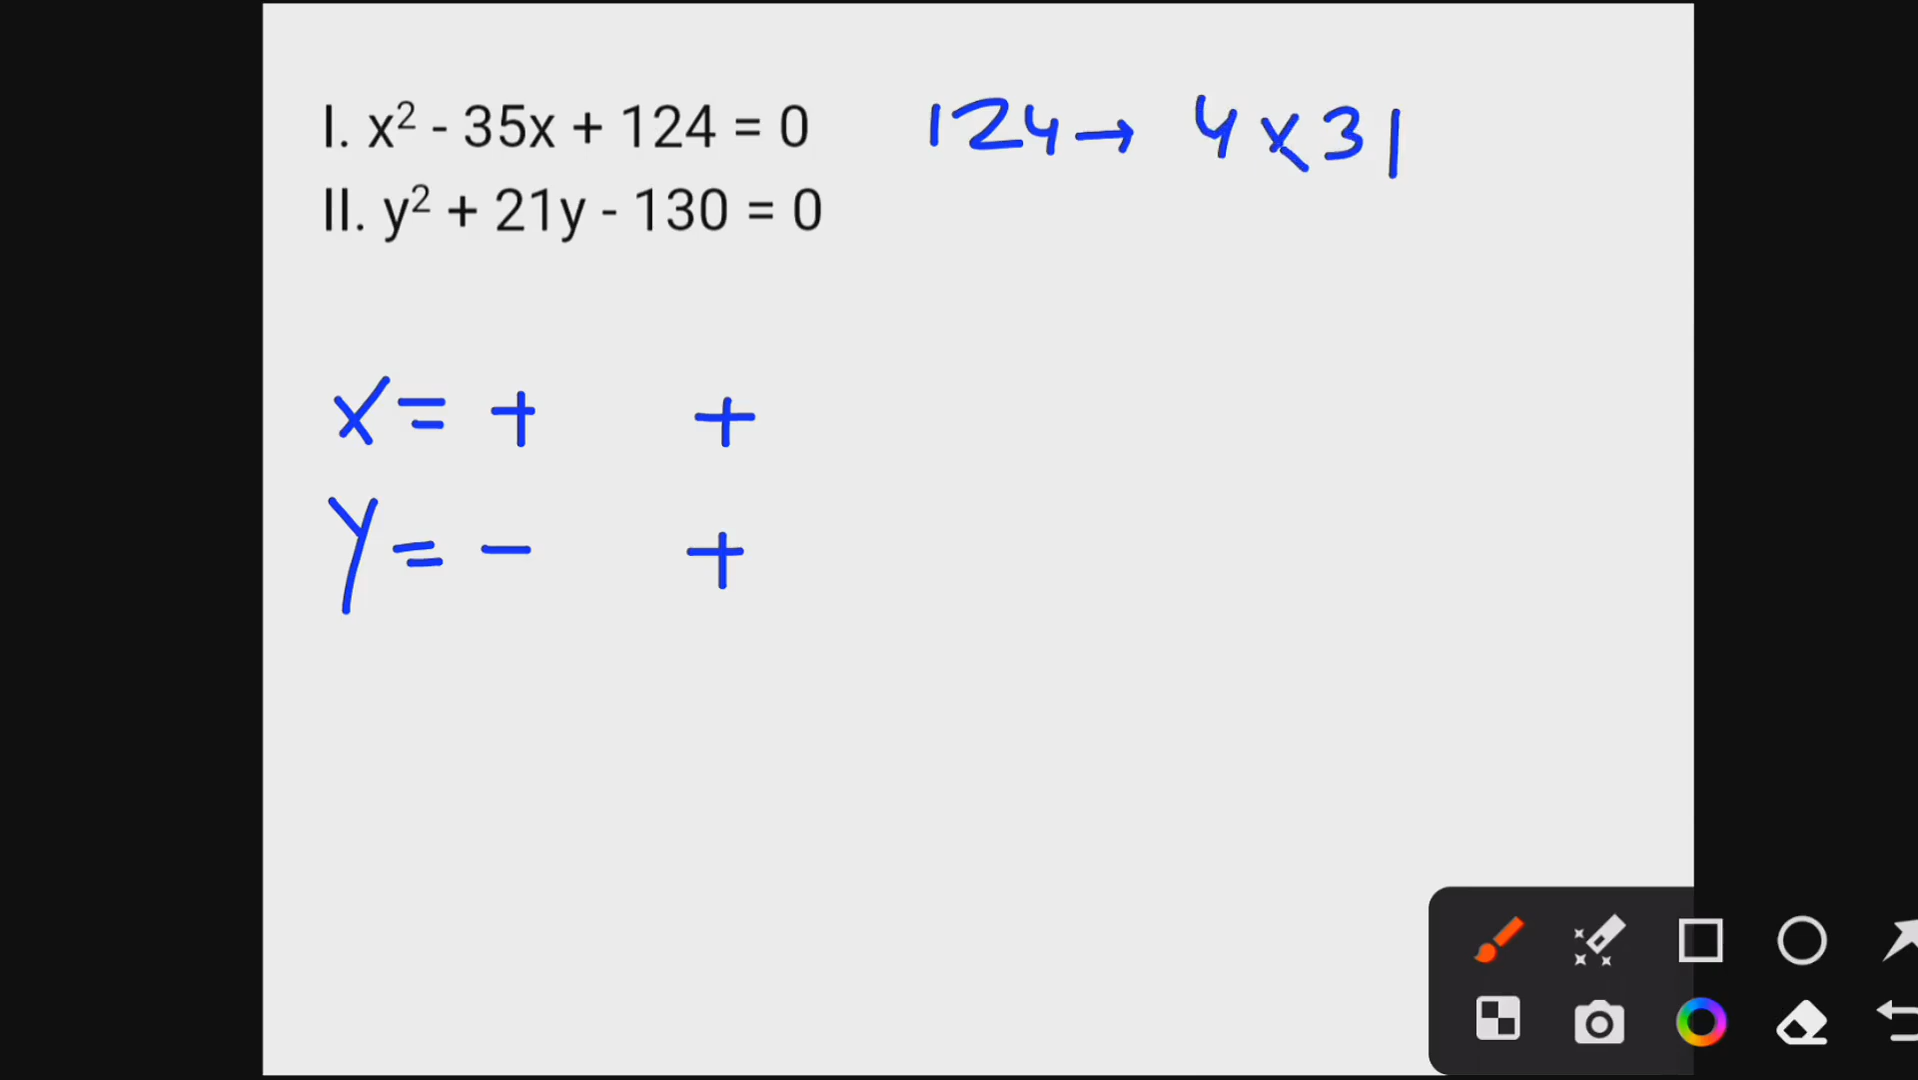 I. x² - 35x + 124 = 0
124 → 4 x 31
II. y² + 21y - 130 = 0
x = + +
y = - +